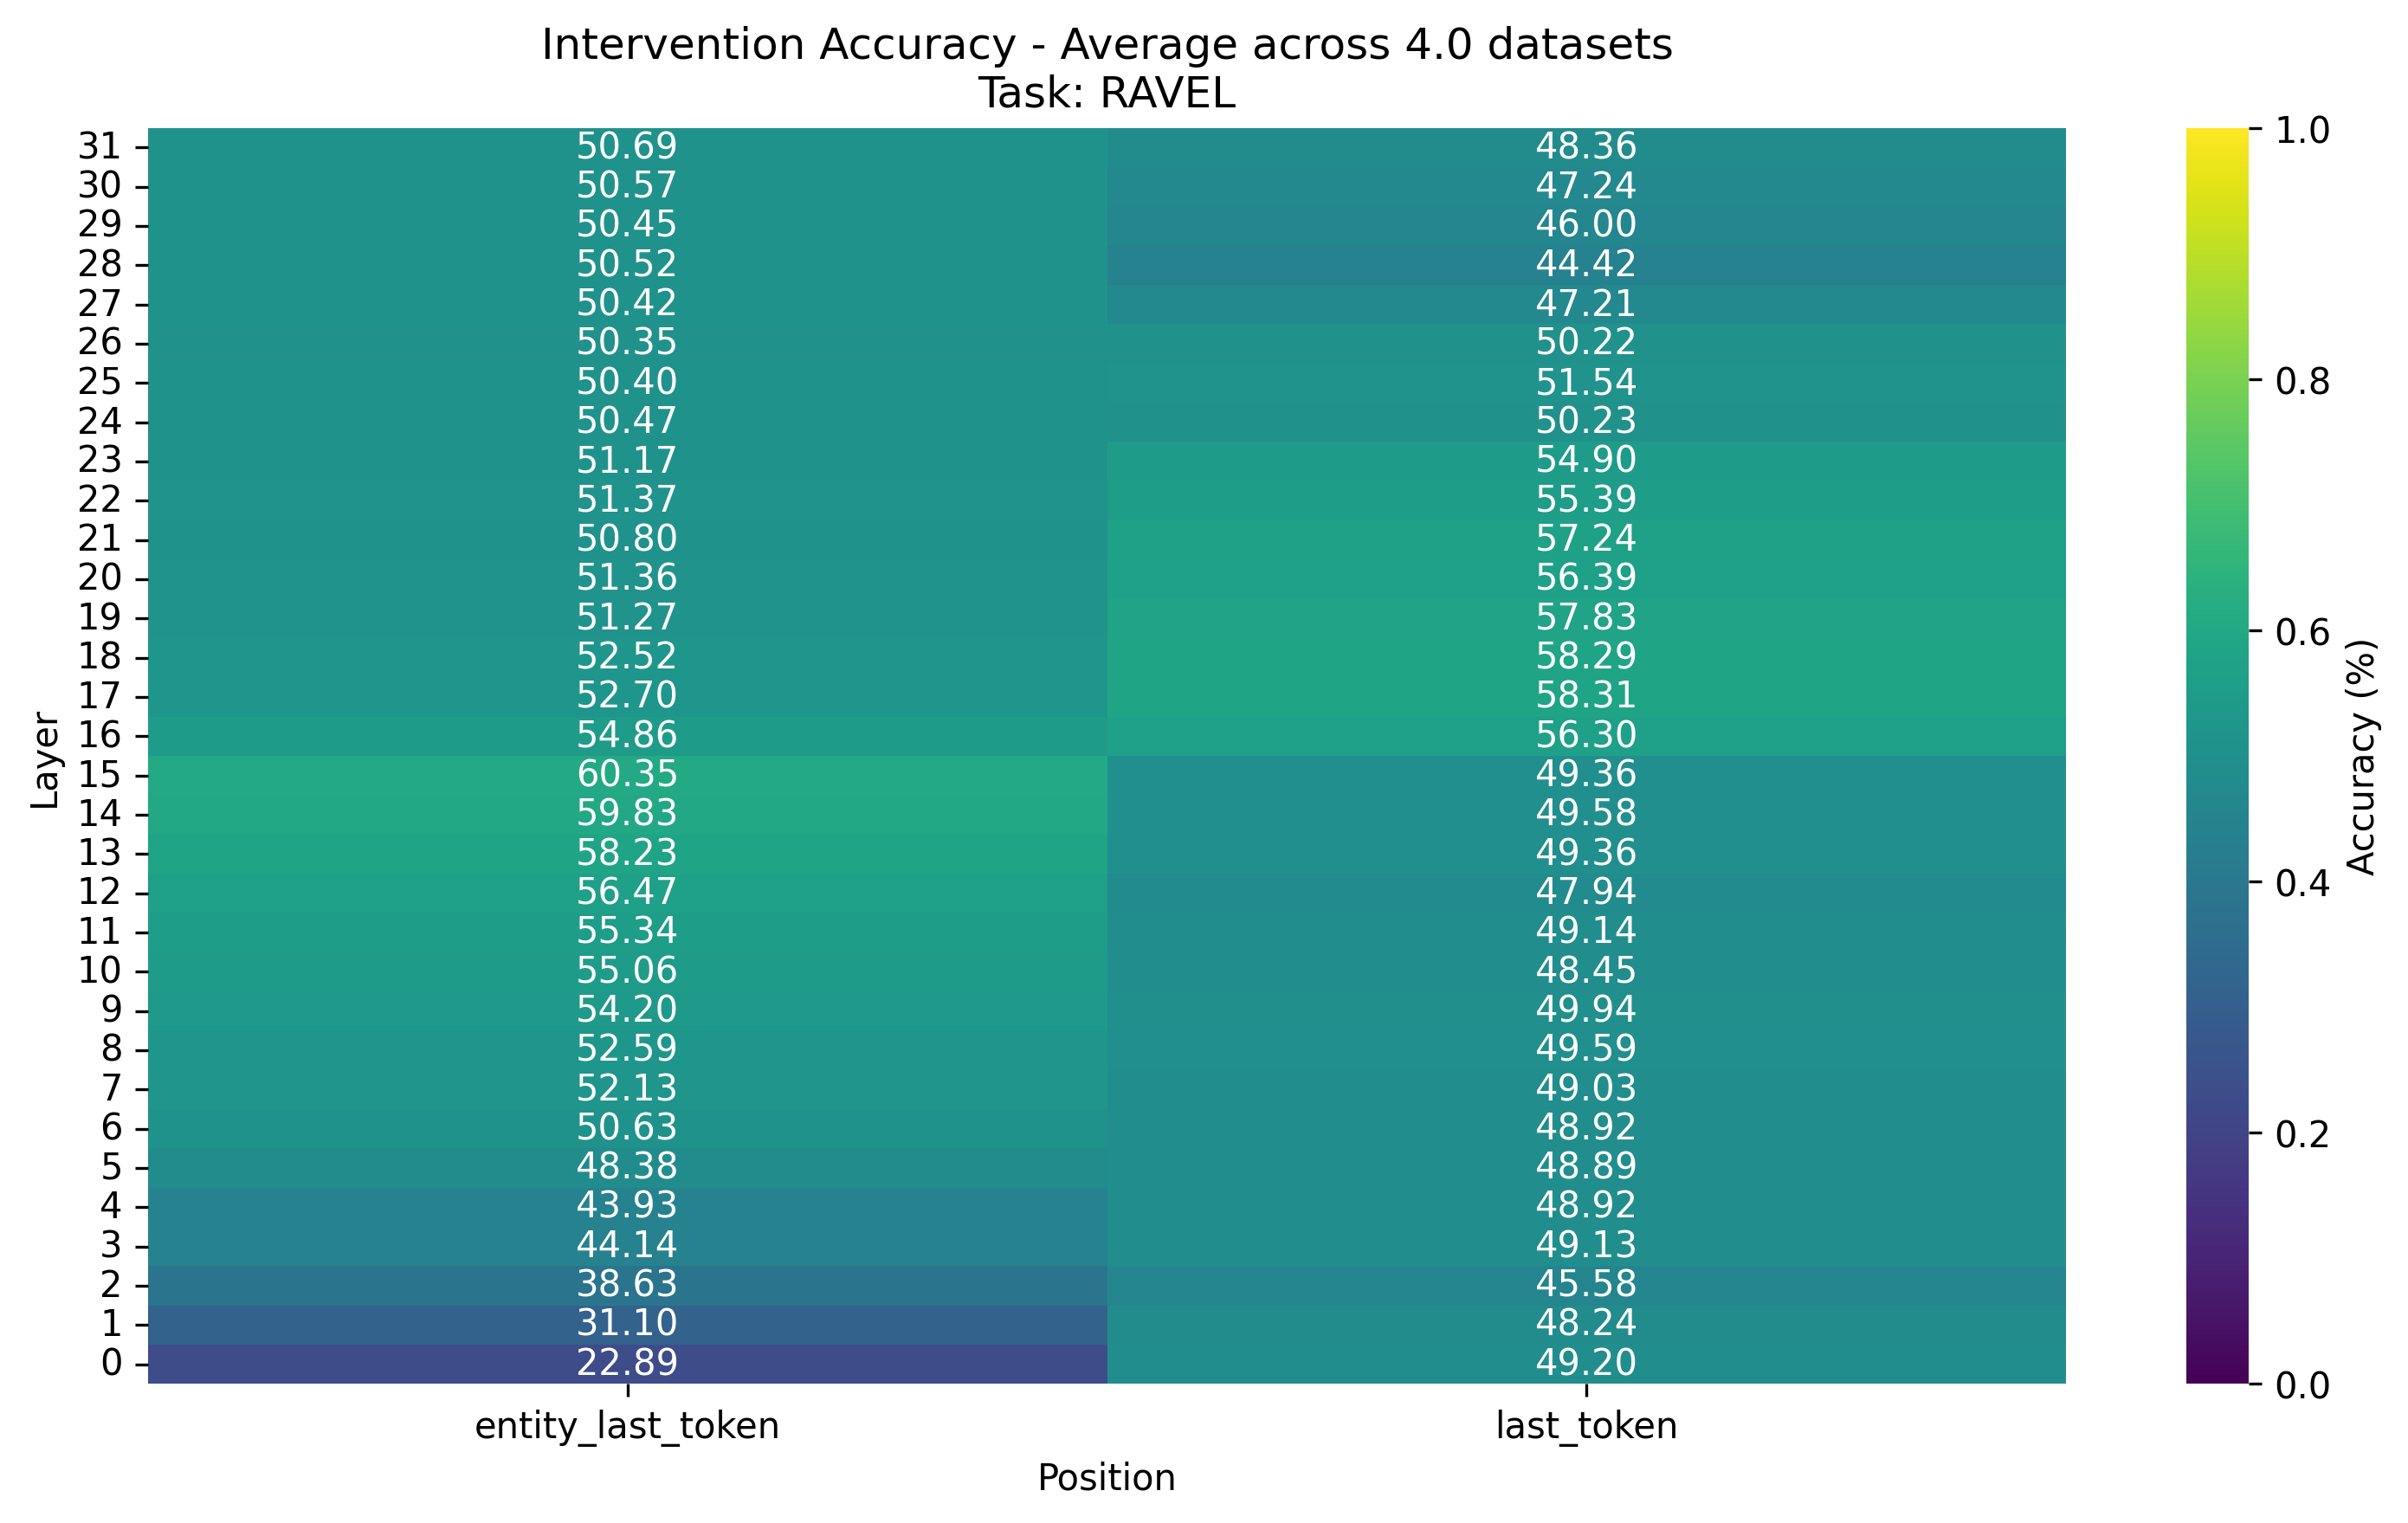 Intervention Accuracy - Average across 4.0 datasets
Task: RAVEL
31 50.69 48.36
30 50.57 47.24
29 50.45 46.00
28 50.52 44.42
27 50.42 47.21
26 50.35 50.22
25 50.40 51.54
24 50.47 50.23
23 51.17 54.90
22 51.37 55.39
21 50.80 57.24
20 51.36 56.39
19 51.27 57.83
18 52.52 58.29
17 52.70 58.31
16 54.86 56.30
15 60.35 49.36
14 59.83 49.58
13 58.23 49.36
12 56.47 47.94
11 55.34 49.14
10 55.06 48.45
9 54.20 49.94
8 52.59 49.59
7 52.13 49.03
6 50.63 48.92
5 48.38 48.89
4 43.93 48.92
3 44.14 49.13
2 38.63 45.58
1 31.10 48.24
0 22.89 49.20
Layer
entity_last_token last_token
Position
1.0
0.8
0.6
0.4
0.2
0.0
Accuracy (%)